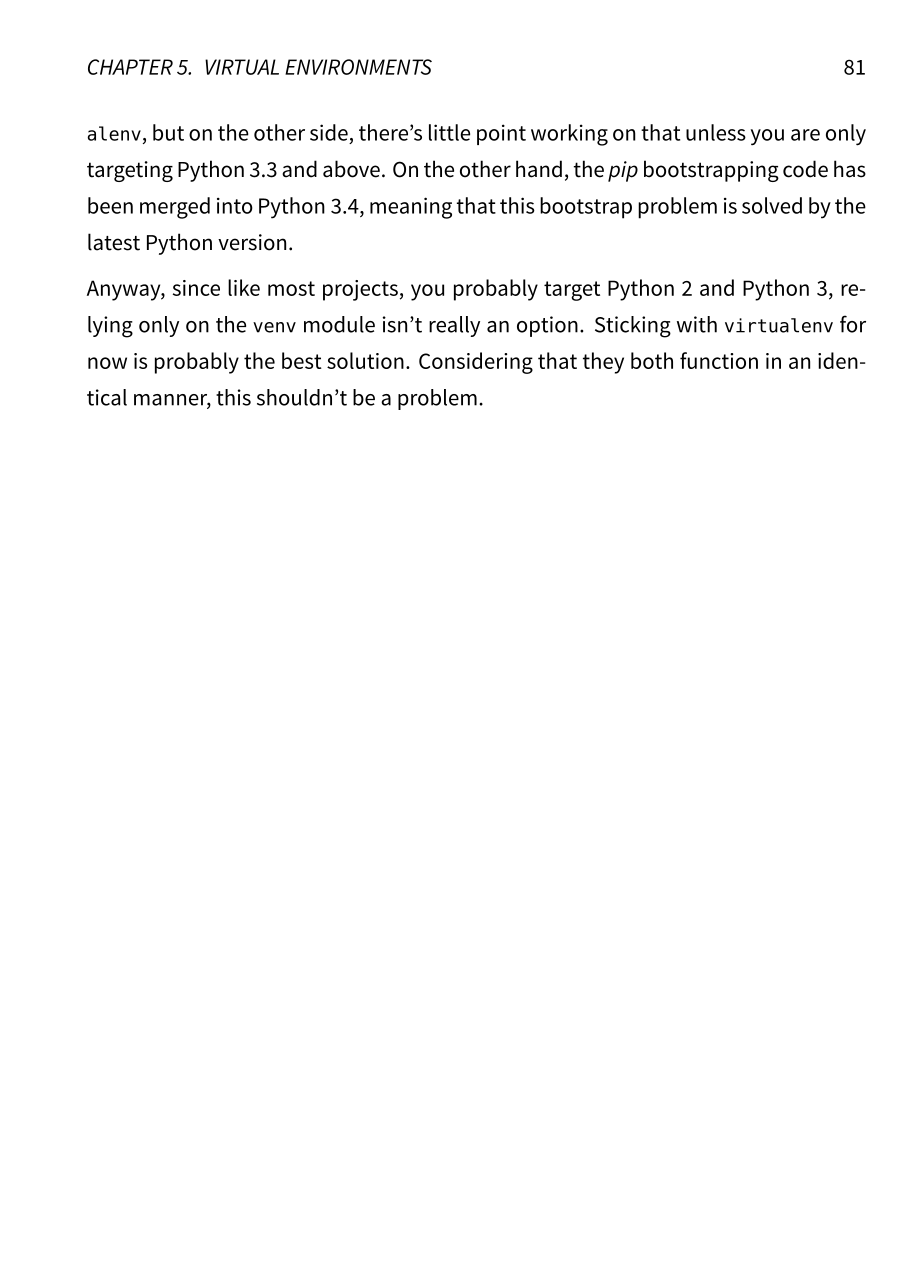 CHAPTER 5. VIRTUAL ENVIRONMENTS 81
alenv, but on the other side, there’s little point working on that unless you are only
targeting Python 3.3 and above. On the other hand, the pip bootstrapping code has
been merged into Python 3.4, meaning that this bootstrap problem is solved by the
latest Python version.
Anyway, since like most projects, you probably target Python 2 and Python 3, re-
lying only on the venv module isn’t really an option. Sticking with virtualenv for
now is probably the best solution. Considering that they both function in an iden-
tical manner, this shouldn’t be a problem.